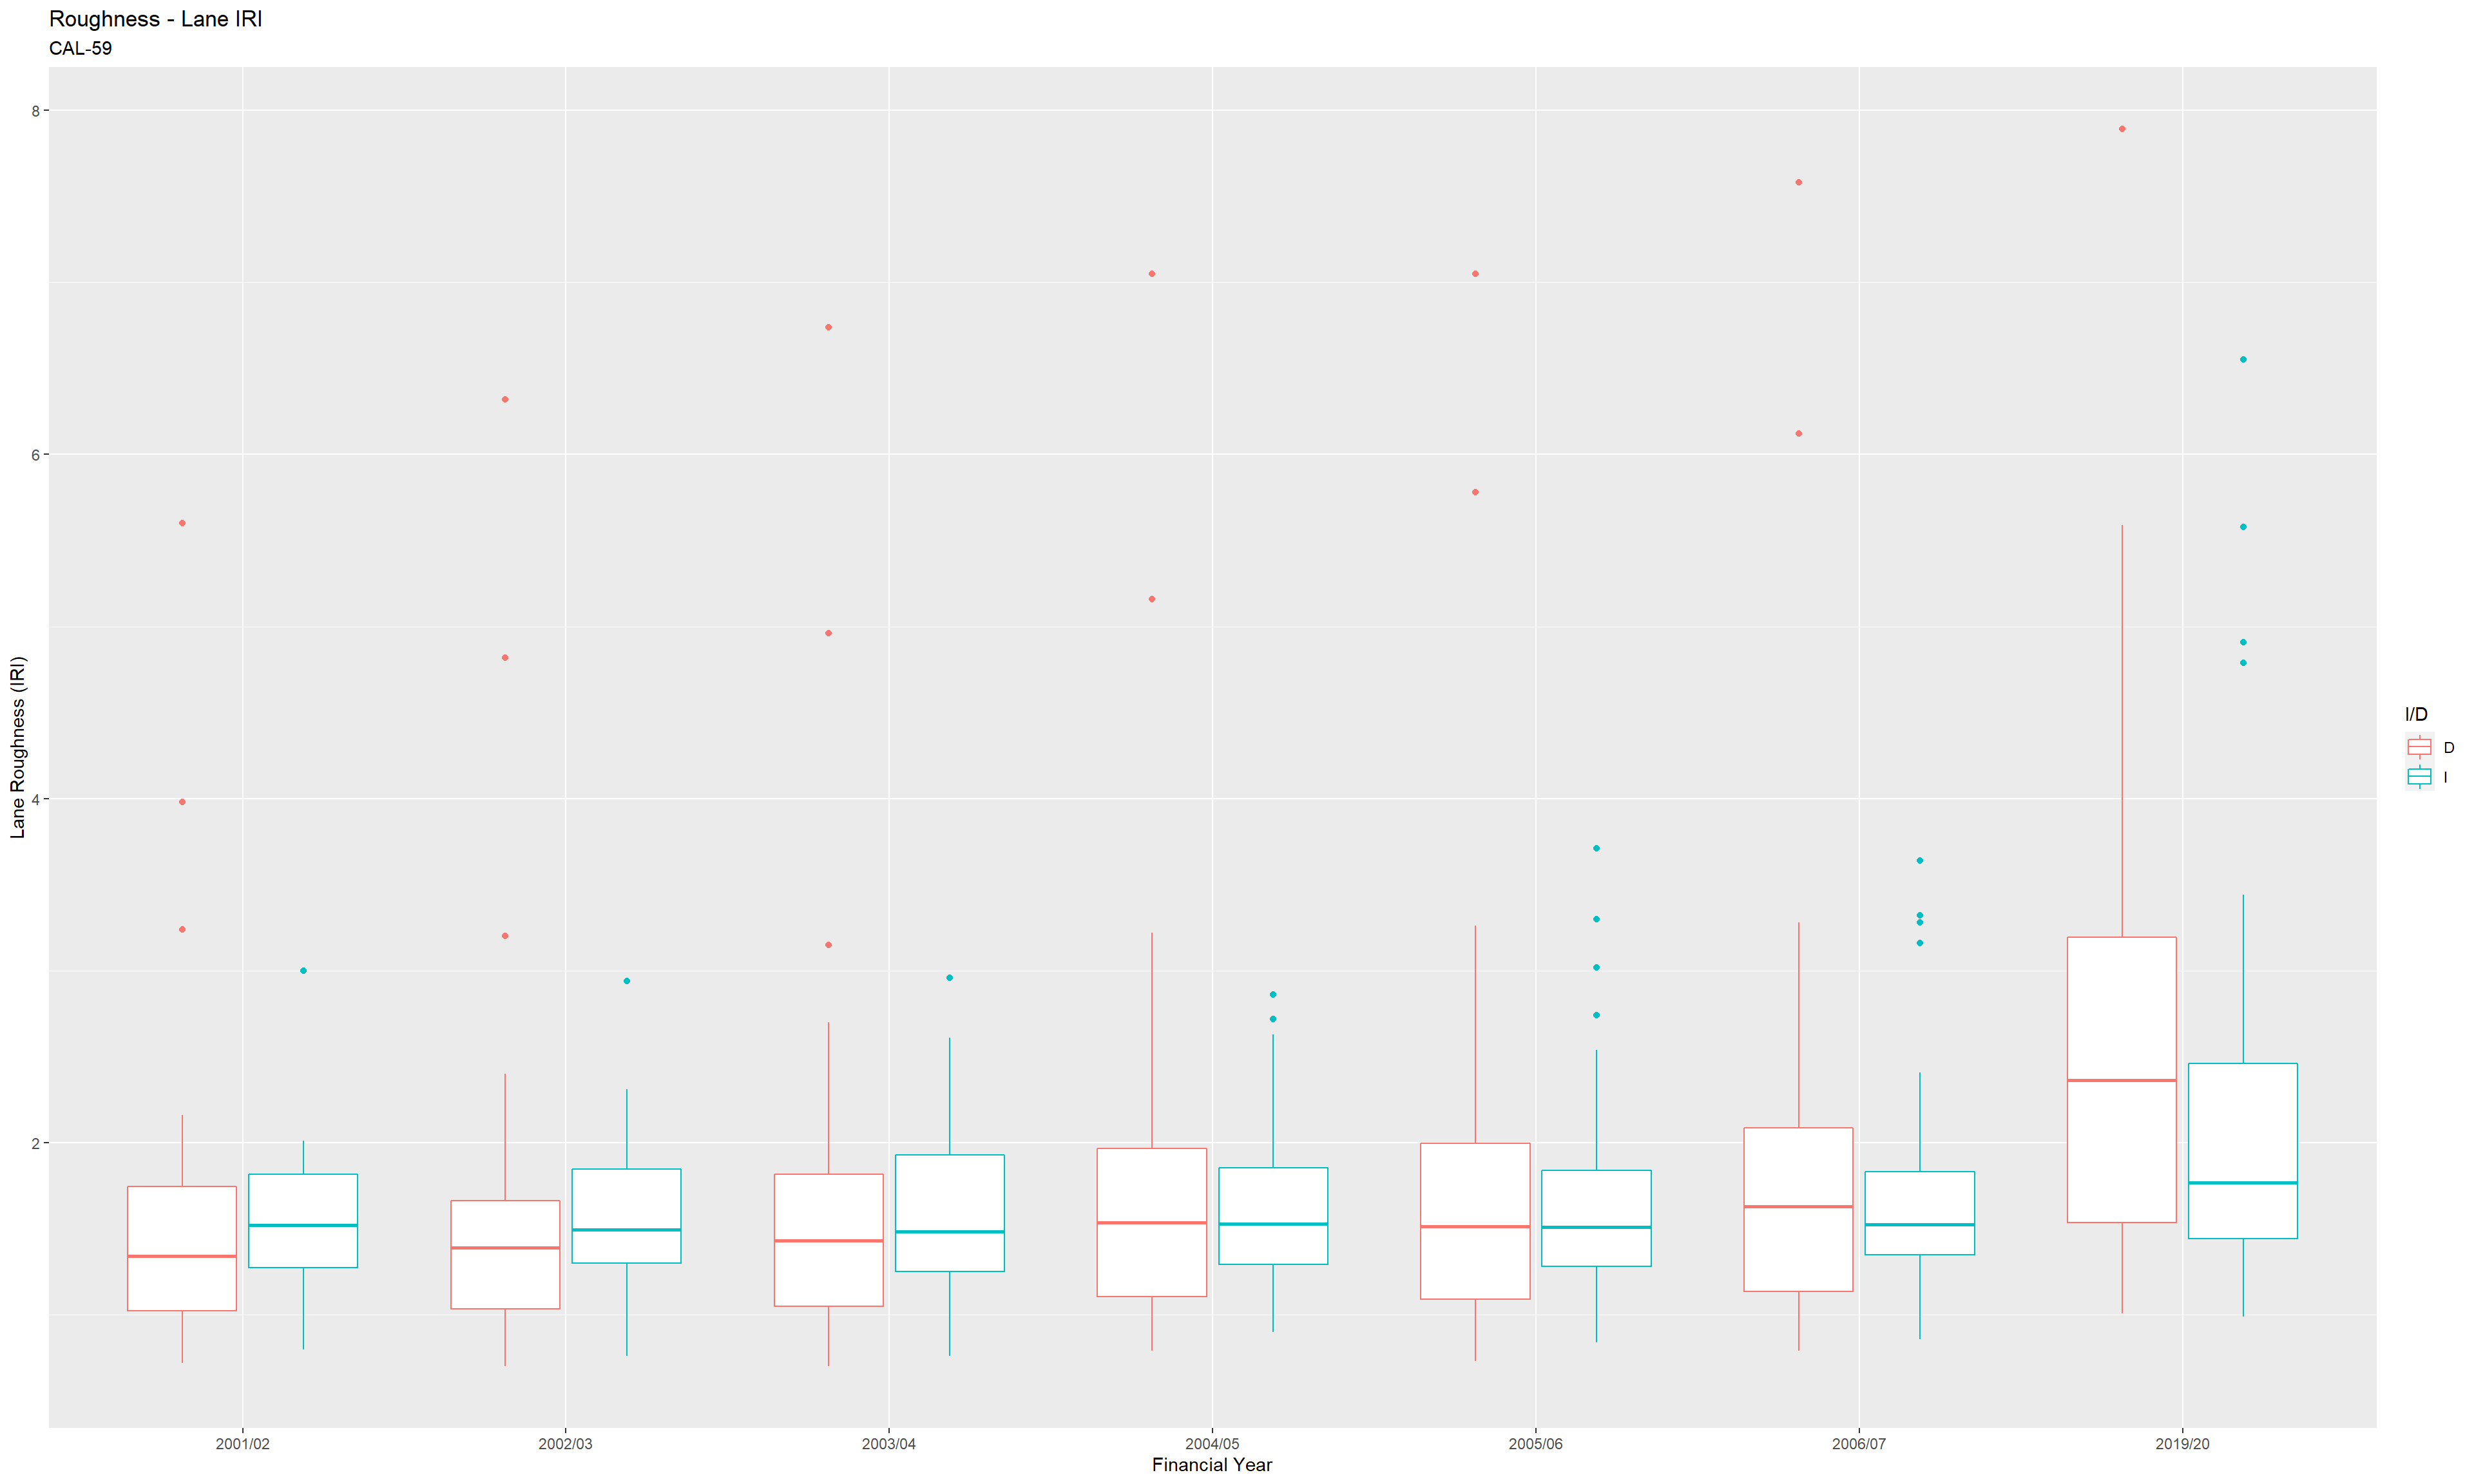 Roughness - Lane IRI
CAL-59
Lane Roughness (IRI)
8
6
4
2
2001/02
2002/03
2003/04
2004/05
2005/06
2006/07
2019/20
Financial Year
I/D
D
I